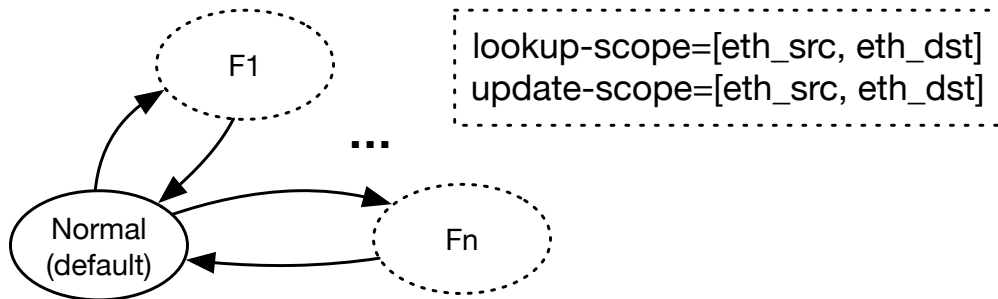 F1
lookup-scope=[eth_src, eth_dst]
update-scope=[eth_src, eth_dst]
...
Normal
(default)
Fn